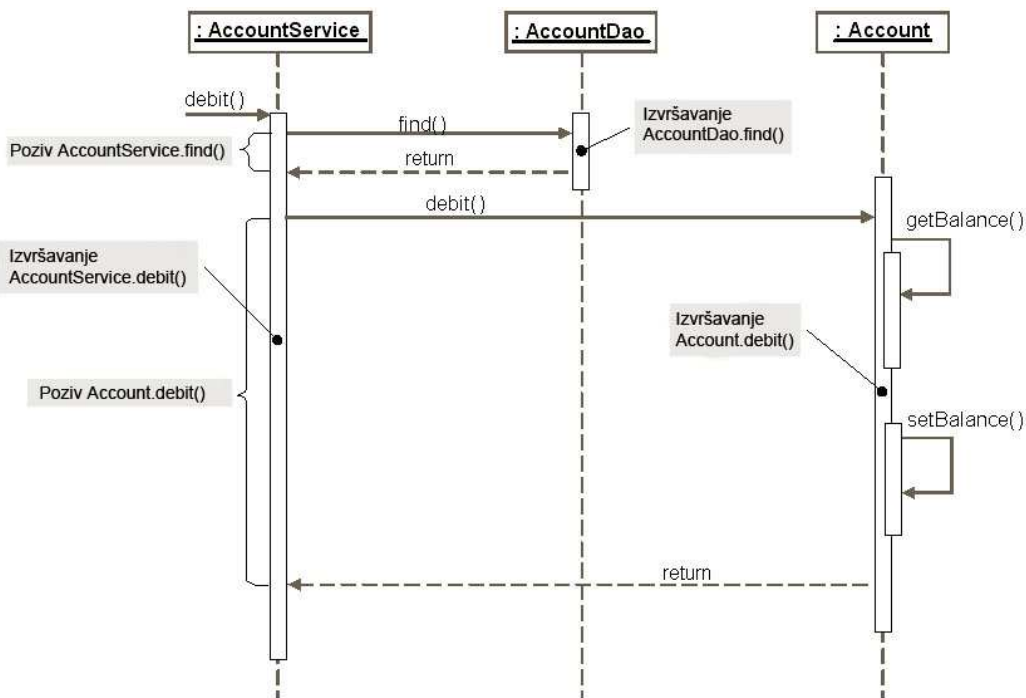 : AccountService
: AccountDao
: Account
debit()
find()
Izvršavanje
AccountDao.find()
Poziv AccountService.find()
return
debit()
getBalance()
Izvršavanje
AccountService.debit()
Izvršavanje
Account.debit()
Poziv Account.debit()
setBalance()
return